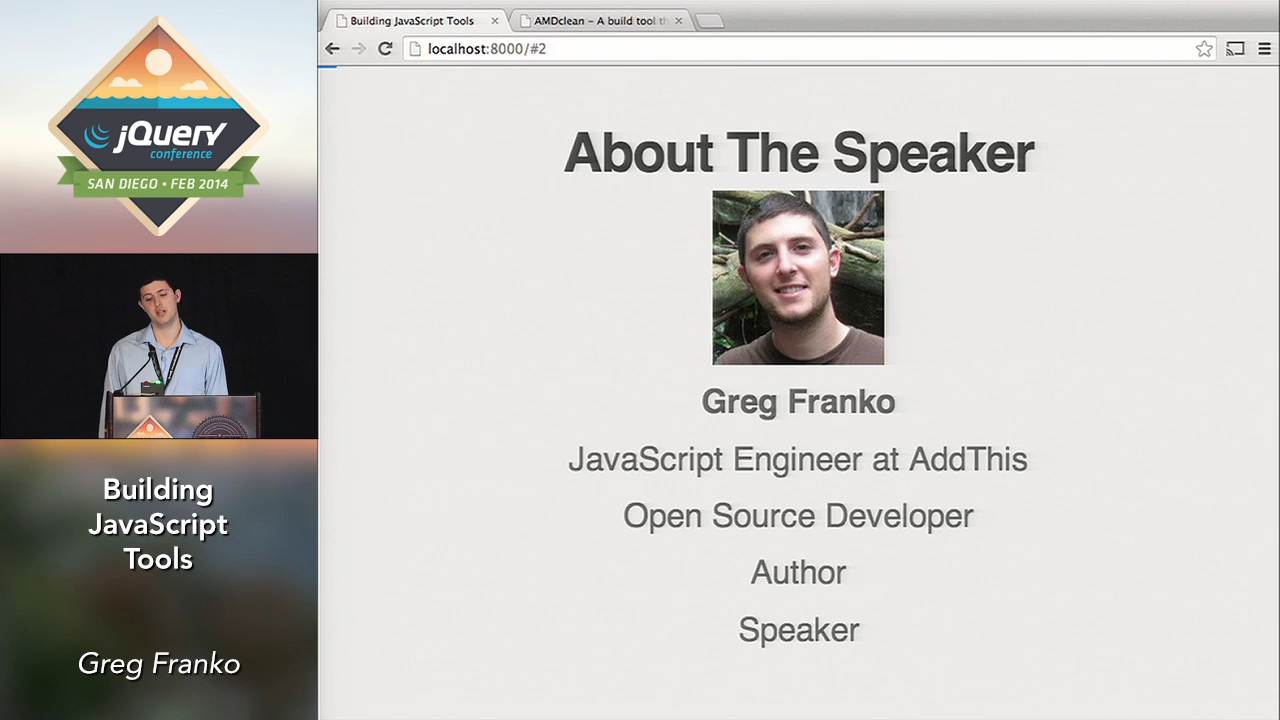 jQuery
conference
SAN DIEGO • FEB 2014
Building
JavaScript
Tools
Greg Franko
Building JavaScript Tools
AMDclean – A build tool th
localhost:8000/#2
About The Speaker
Greg Franko
JavaScript Engineer at AddThis
Open Source Developer
Author
Speaker